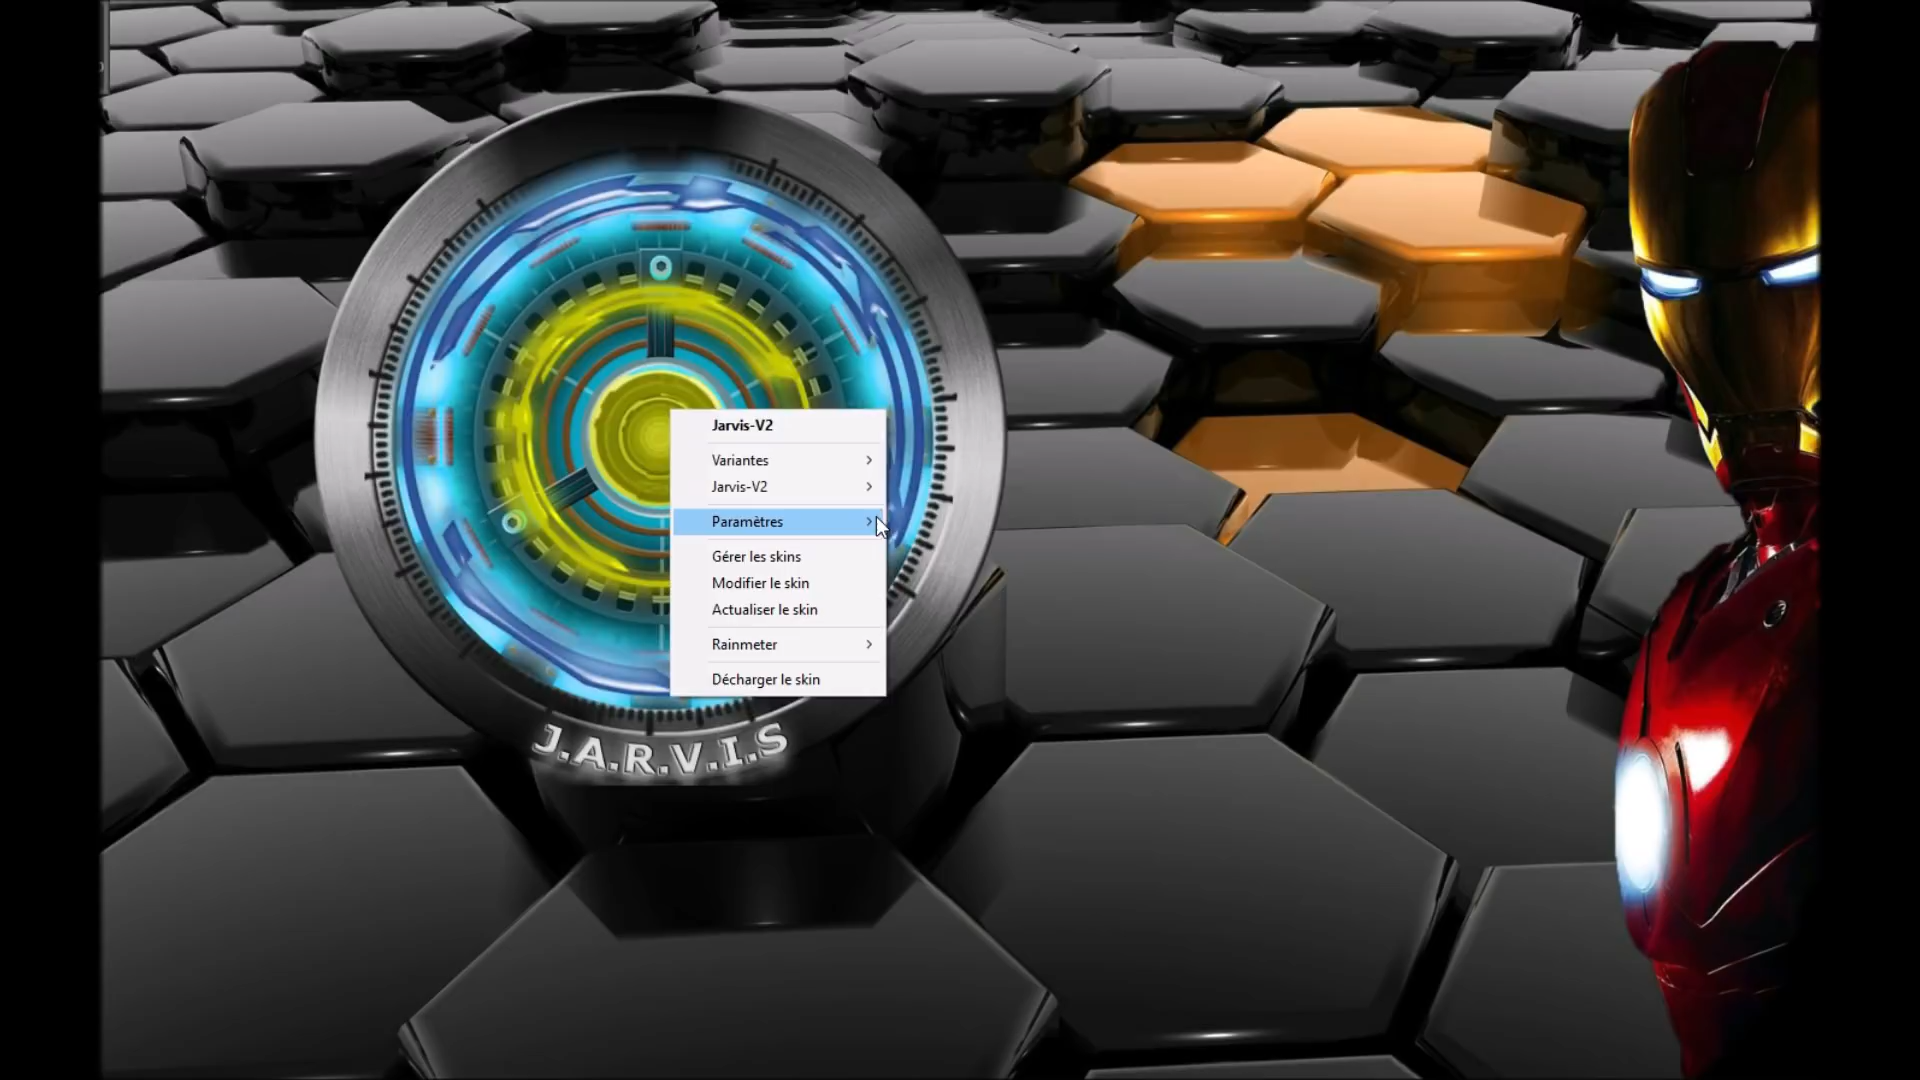 Jarvis-V2
Variantes
Jarvis-V2
Paramètres
Gérer les skins
Modifier le skin
Actualiser le skin
Rainmeter
Décharger le skin
J.A.R.V.I.S